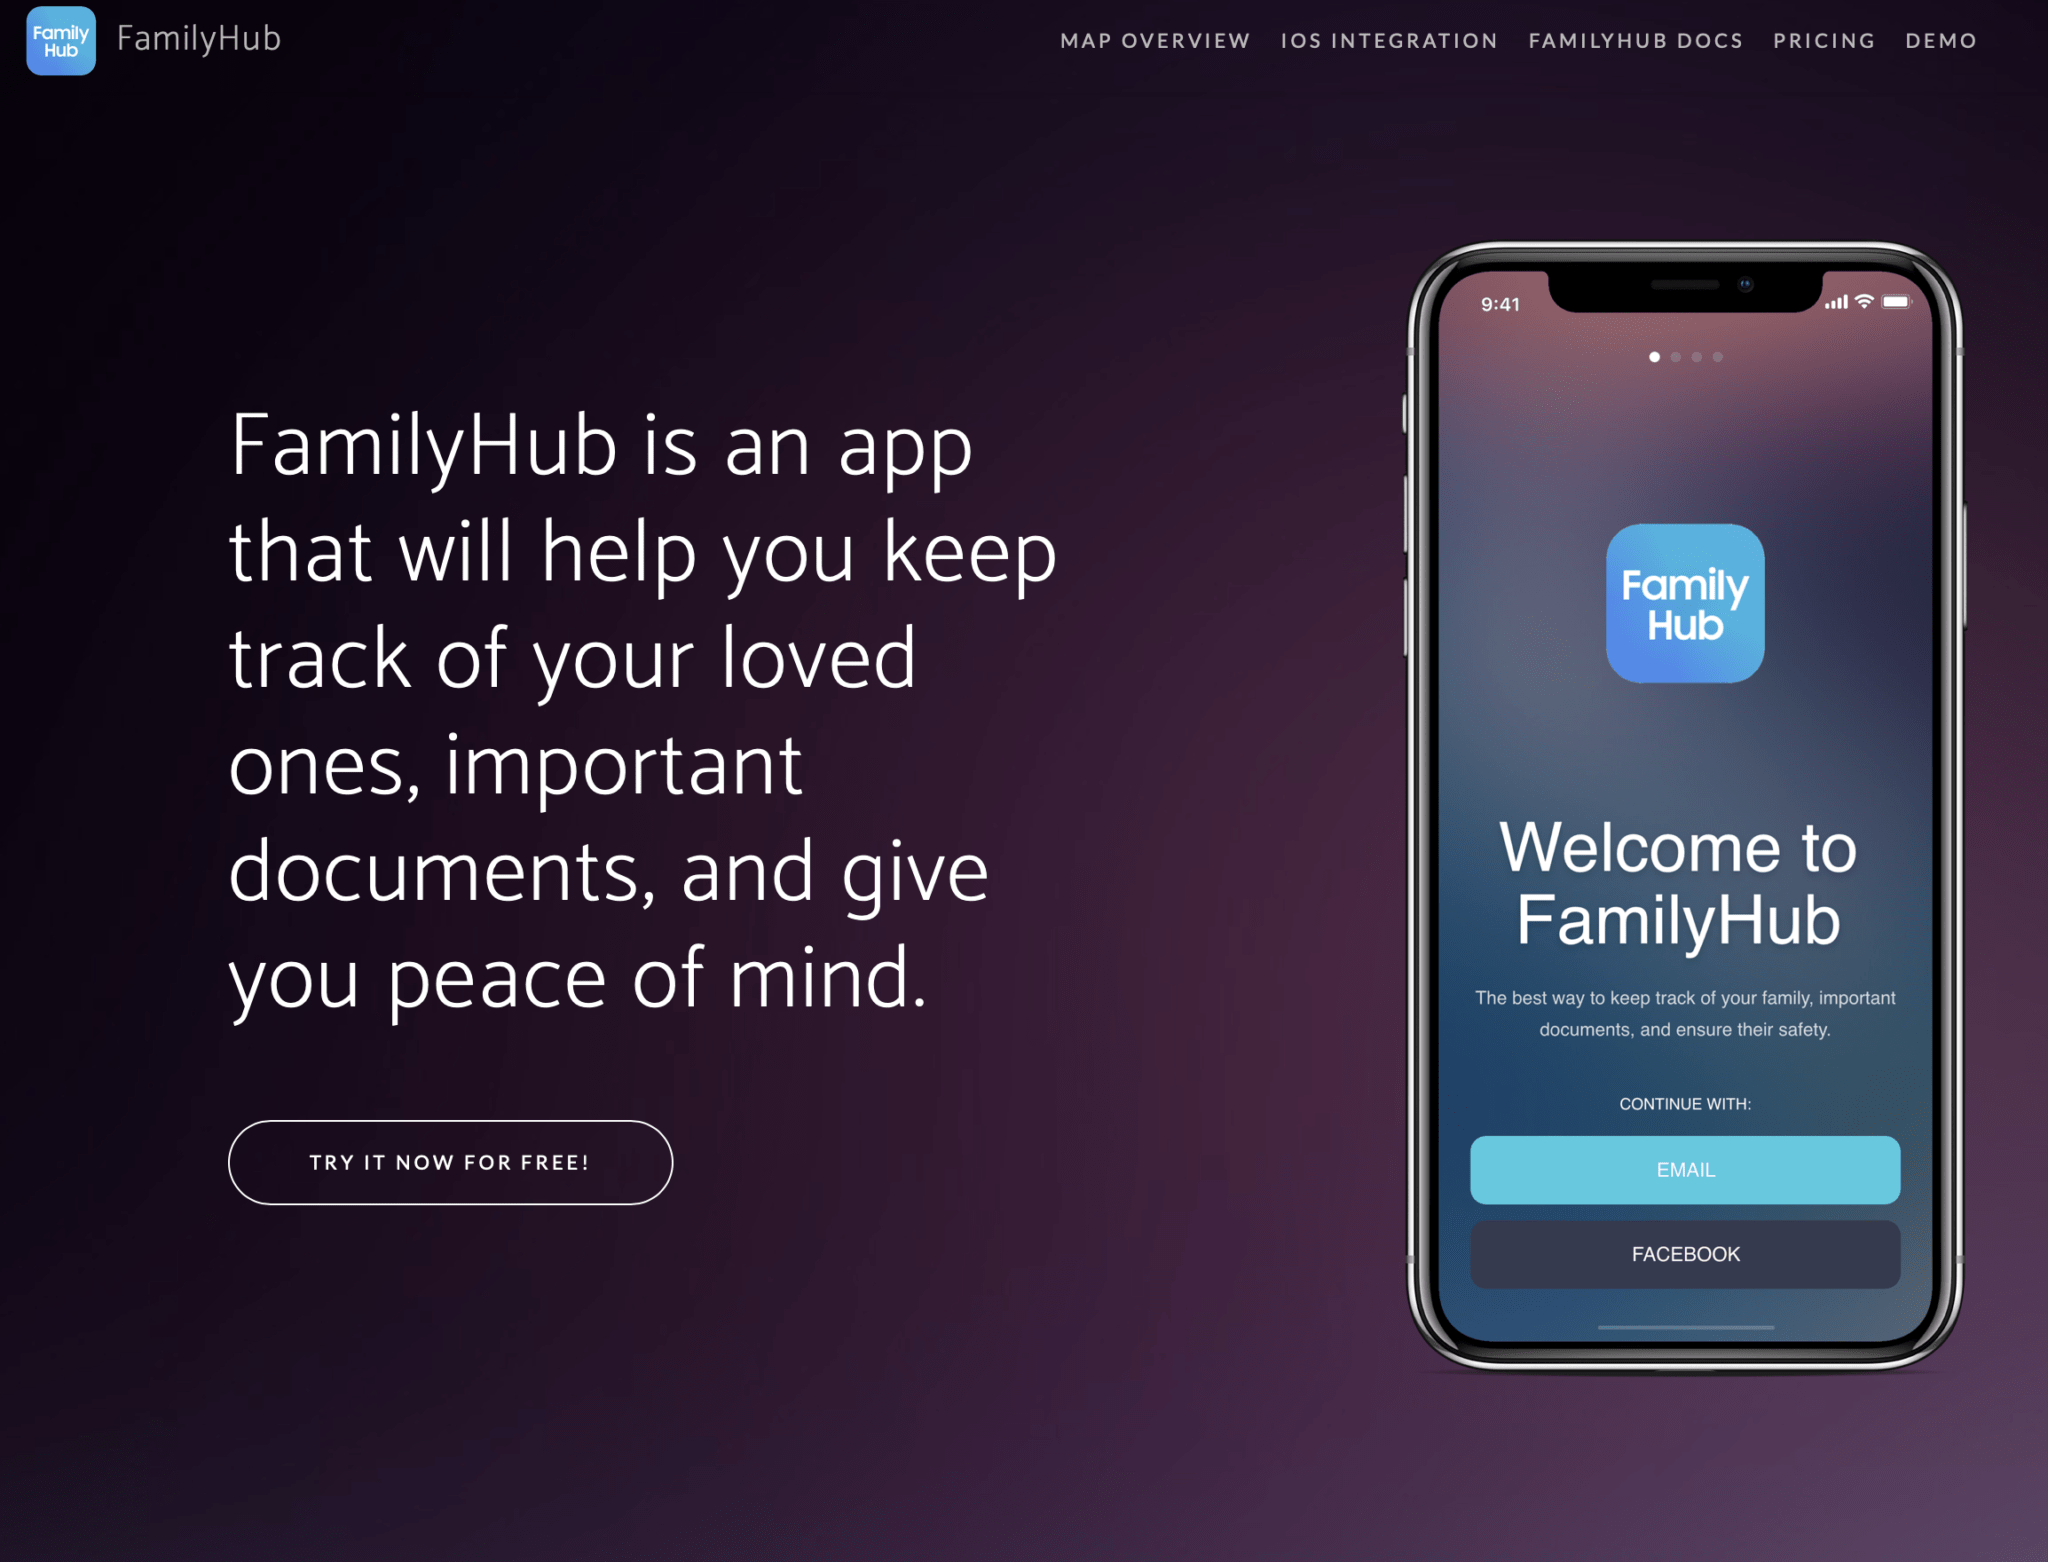 Family
Hub
FamilyHub
MAP OVERVIEW
IOS INTEGRATION
FAMILYHUB DOCS
PRICING
DEMO
FamilyHub is an app
that will help you keep
track of your loved
ones, important
documents, and give
you peace of mind.
TRY IT NOW FOR FREE!
9:41
Family
Hub
Welcome to
FamilyHub
The best way to keep track of your family, important
documents, and ensure their safety.
CONTINUE WITH:
EMAIL
FACEBOOK